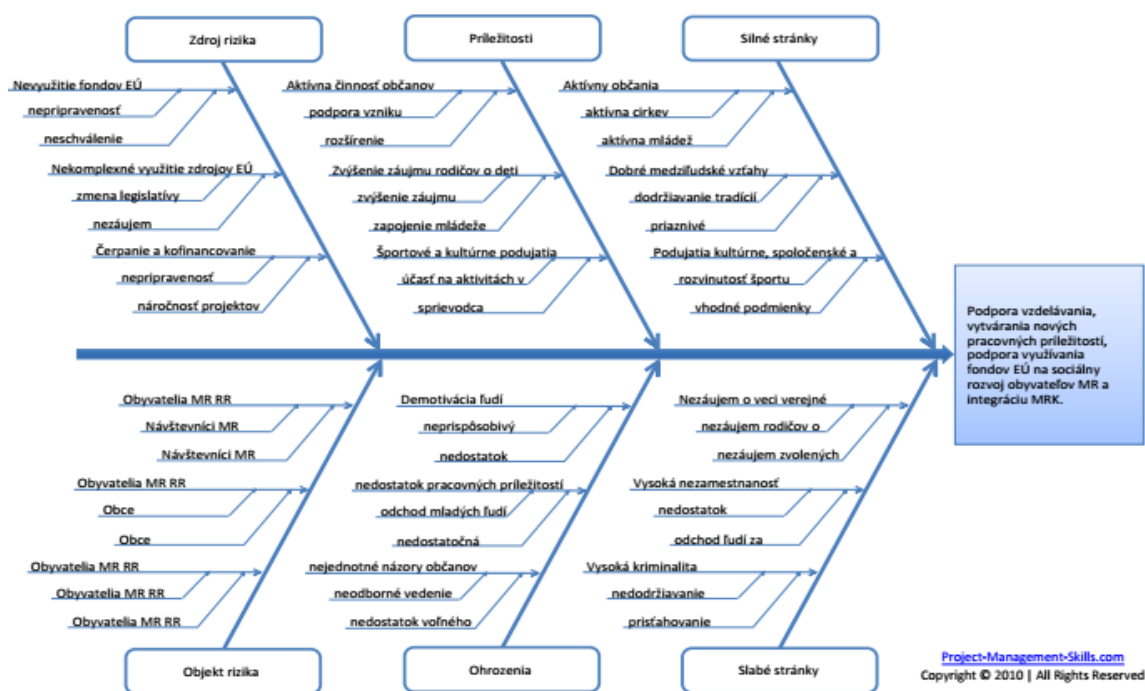 Zdroj rizika
Príležitosti
Silné stránky
Nevyužitie fondov EÚ
nepripravenosť
neschválenie
Nekomplexné využitie zdrojov EÚ
zmena legislatívy
nezáujem
Čerpanie a kofinancovanie
nepripravenosť
náročnosť projektov
Aktívna činnosť občanov
podpora vzniku
rozšírenie
Zvýšenie záujmu rodičov o deti
zvýšenie záujmu
zapojenie mládeže
Športové a kultúrne podujatia
účasť na aktivitách v
sprievodca
Aktívny občania
aktívna cirkev
aktívna mládež
Dobré medziľudské vzťahy
dodržiavanie tradícií
priaznivé
Podujatia kultúrne, spoločenské a
rozvinutosť športu
vhodné podmienky
Podpora vzdelávania,
vytvárania nových
pracovných príležitostí,
podpora využívania
fondov EÚ na sociálny
rozvoj obyvateľov MR a
integráciu MRK.
Obyvatelia MR RR
Návštevníci MR
Návštevníci MR
Obyvatelia MR RR
Obce
Obce
Obyvatelia MR RR
Obyvatelia MR RR
Obyvatelia MR RR
Demotivácia ľudí
neprispôsobivý
nedostatok
nedostatok pracovných príležitostí
odchod mladých ľudí
nedostatočná
nejednotné názory občanov
neodborné vedenie
nedostatok voľného
Nezáujem o veci verejné
nezáujem rodičov o
nezáujem zvolených
Vysoká nezamestnanosť
nedostatok
odchod ľudí za
Vysoká kriminalita
nedodržiavanie
prisťahovanie
Objekt rizika
Ohrozenia
Slabé stránky
Project-Management-Skills.com
Copyright © 2010 | All Rights Reserved